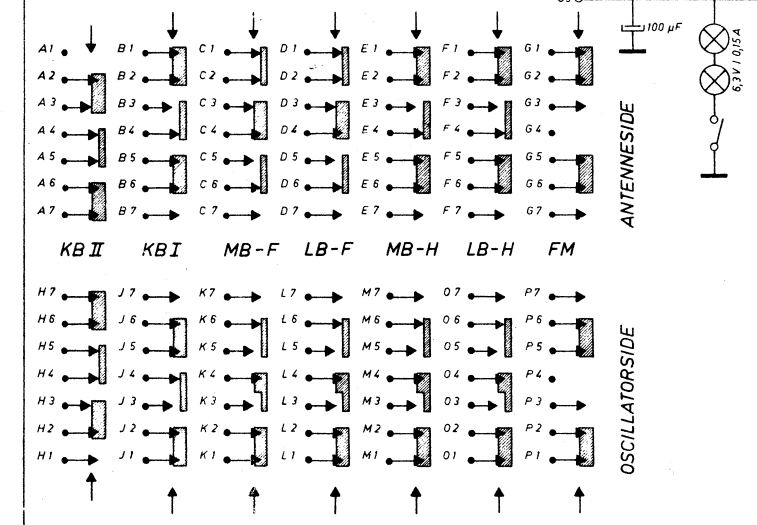 100 µF
6,3V / 0,15A
A1 B1 C1 D1 E1 F1 G1
A2 B2 C2 D2 E2 F2 G2
A3 B3 C3 D3 E3 F3 G3
A4 B4 C4 D4 E4 F4 G4
A5 B5 C5 D5 E5 F5 G5
A6 B6 C6 D6 E6 F6 G6
A7 B7 C7 D7 E7 F7 G7
ANTENNESIDE
KB II KB I MB-F LB-F MB-H LB-H FM
H7 J7 K7 L7 M7 O7 P7
H6 J6 K6 L6 M6 O6 P6
H5 J5 K5 L5 M5 O5 P5
H4 J4 K4 L4 M4 O4 P4
H3 J3 K3 L3 M3 O3 P3
H2 J2 K2 L2 M2 O2 P2
H1 J1 K1 L1 M1 O1 P1
OSCILLATORSIDE